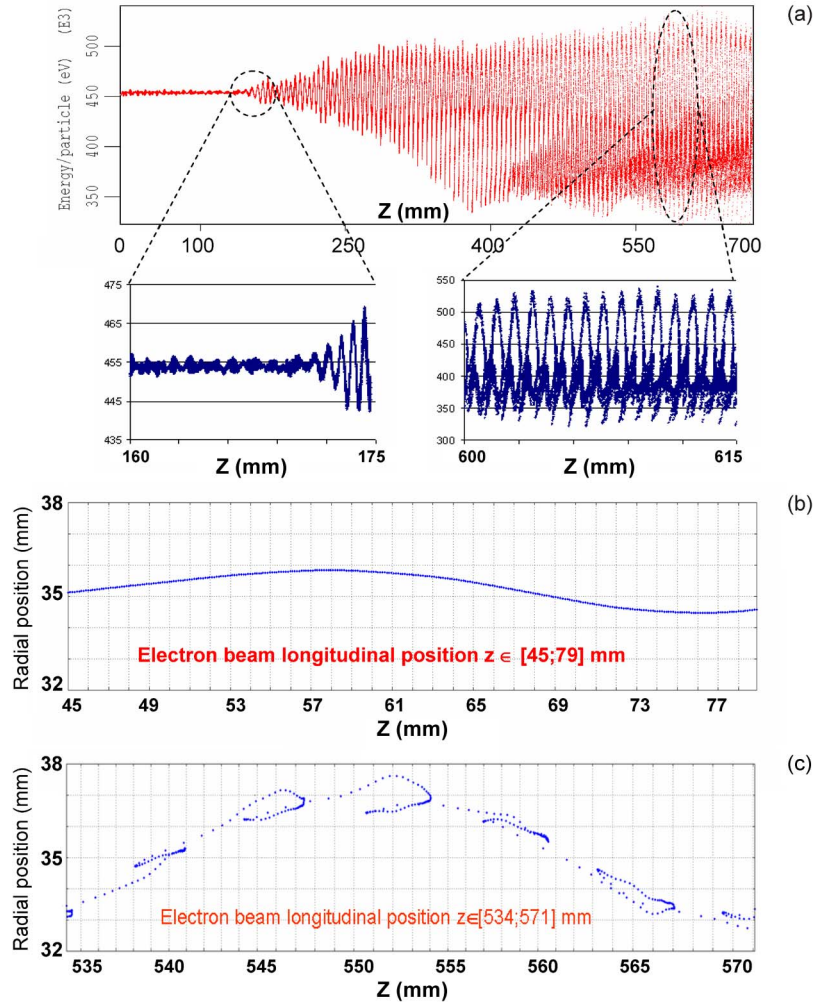 (a)
Energy/particle (eV) (E3)
500
450
400
350
Z (mm)
0 100 250 400 550 700
475
465
455
445
435
160 175
Z (mm)
550
500
450
400
350
300
600 615
Z (mm)
(b)
Radial position (mm)
38
35
32
Electron beam longitudinal position z ∈ [45;79] mm
45 49 53 57 61 65 69 73 77
Z (mm)
(c)
Radial position (mm)
38
35
32
Electron beam longitudinal position z∈[534;571] mm
535 540 545 550 555 560 565 570
Z (mm)